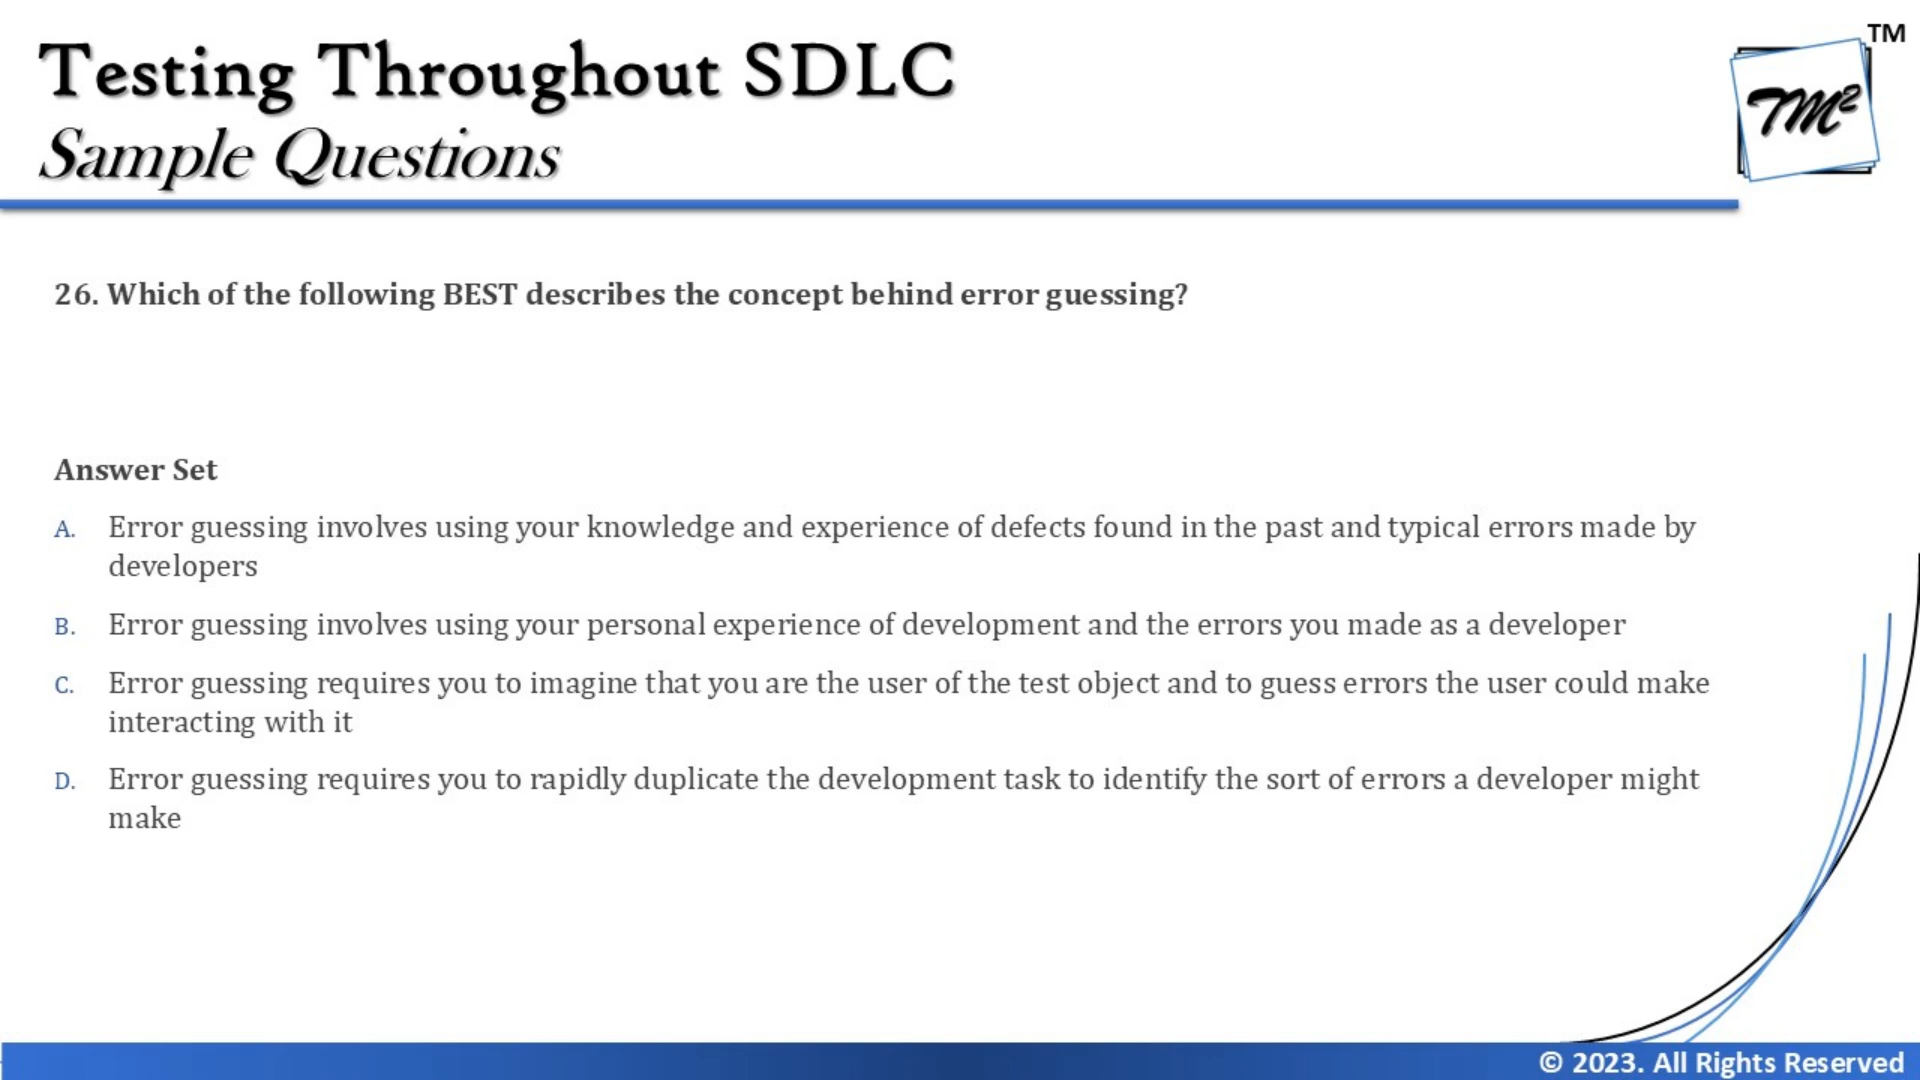 Testing Throughout SDLC
Sample Questions
TM
TM²
26. Which of the following BEST describes the concept behind error guessing?
Answer Set
A. Error guessing involves using your knowledge and experience of defects found in the past and typical errors made by
developers
B. Error guessing involves using your personal experience of development and the errors you made as a developer
C. Error guessing requires you to imagine that you are the user of the test object and to guess errors the user could make
interacting with it
D. Error guessing requires you to rapidly duplicate the development task to identify the sort of errors a developer might
make
© 2023. All Rights Reserved